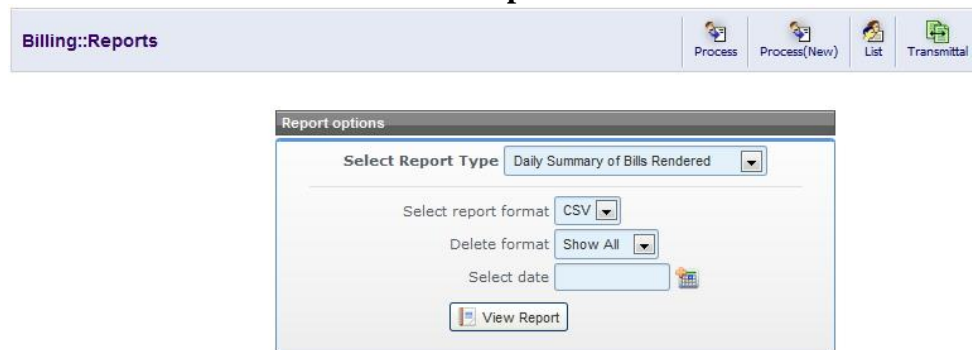 Billing::Reports
Process
Process(New)
List
Transmittal
Report options
Select Report Type Daily Summary of Bills Rendered
Select report format CSV
Delete format Show All
Select date
View Report